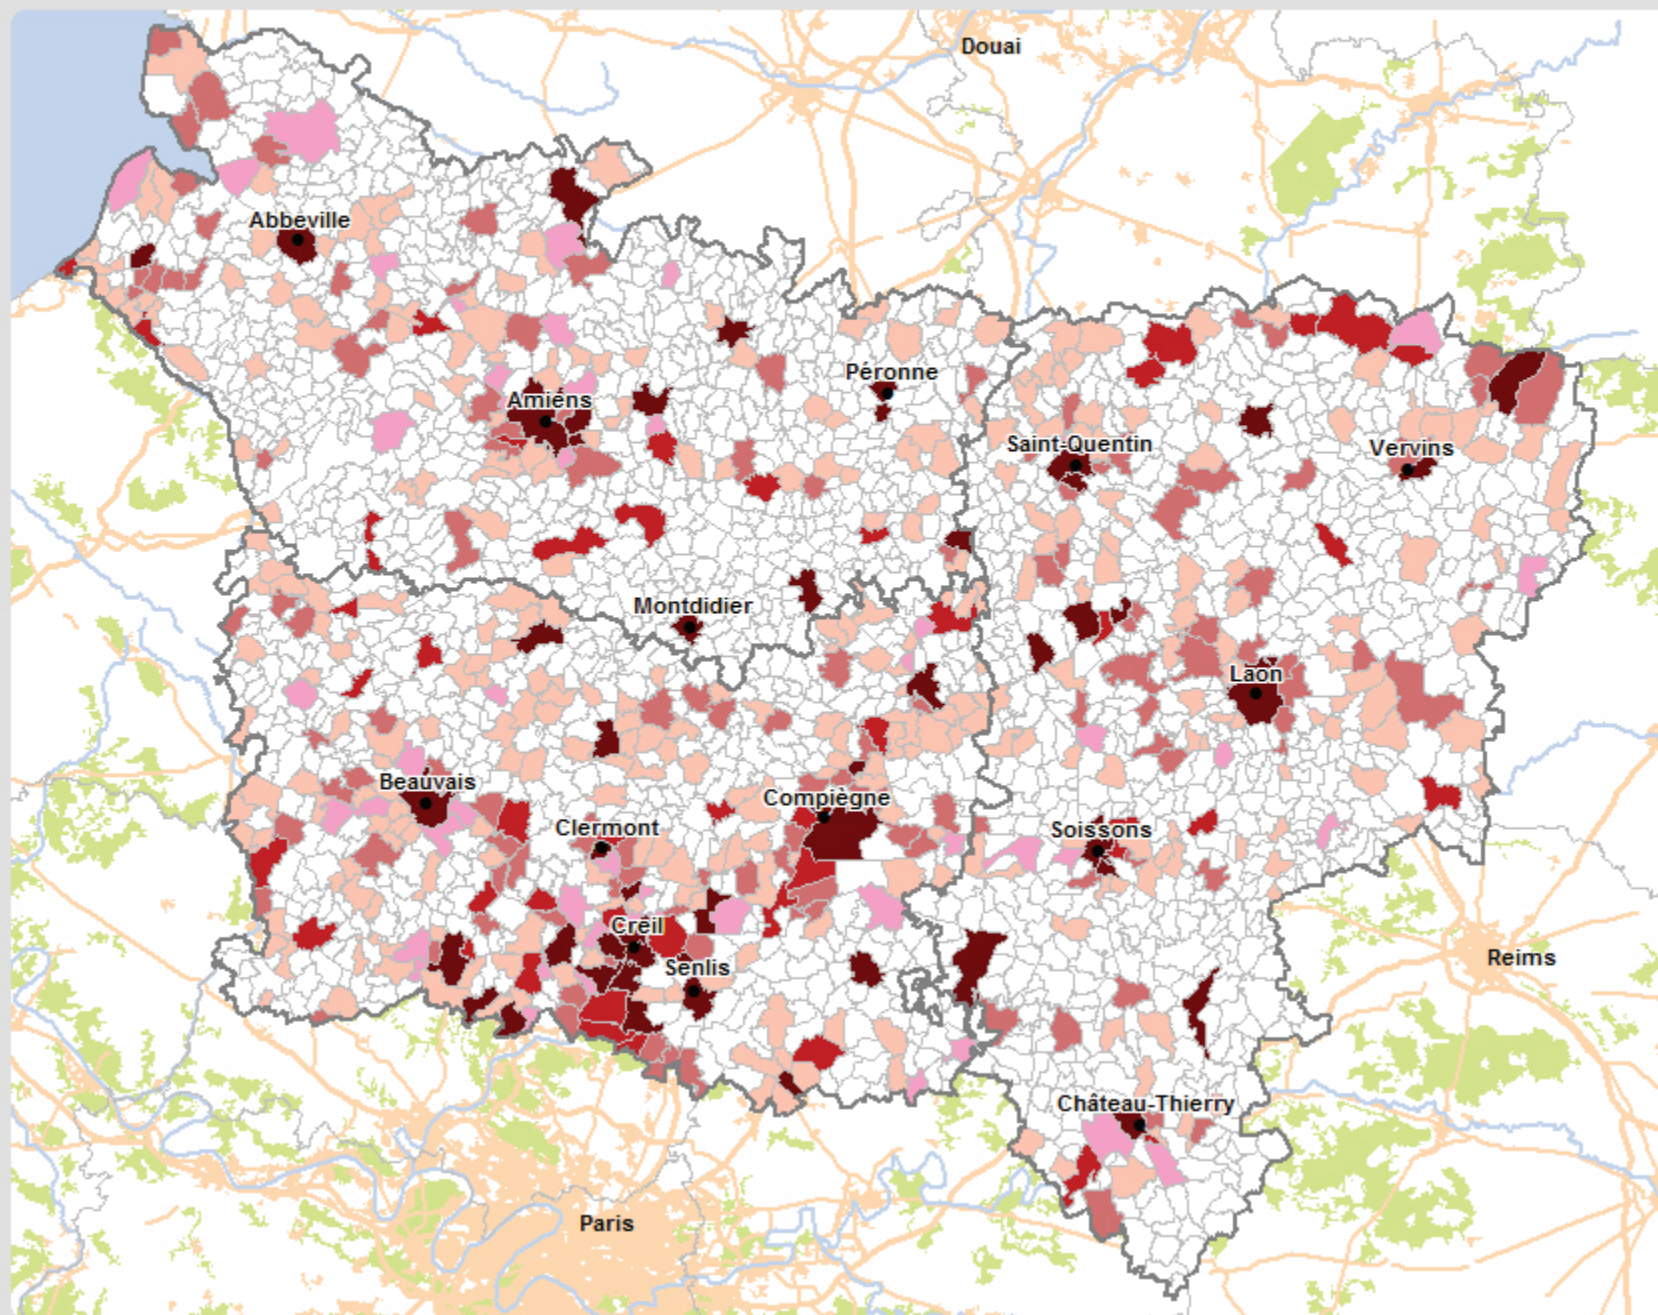 Douai
Abbeville
Péronne
Amiens
Saint-Quentin
Vervins
Montdidier
Laon
Beauvais
Compiègne
Clermont
Soissons
Creil
Senlis
Reims
Château-Thierry
Paris